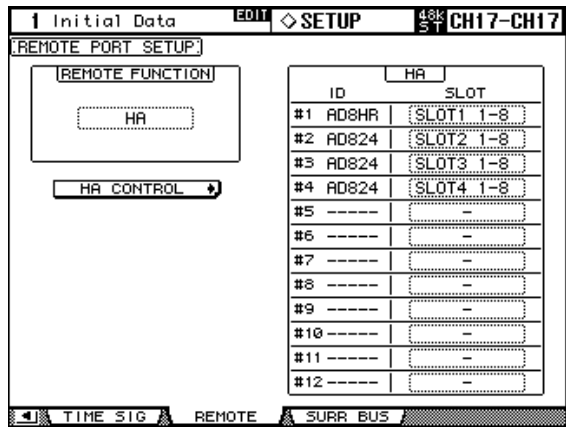 1 Initial Data EDIT ◇SETUP 48k ST CH17-CH17
REMOTE PORT SETUP
REMOTE FUNCTION
HA
HA CONTROL
HA
ID SLOT
#1 AD8HR SLOT1 1-8
#2 AD824 SLOT2 1-8
#3 AD824 SLOT3 1-8
#4 AD824 SLOT4 1-8
#5 ----- -
#6 ----- -
#7 ----- -
#8 ----- -
#9 ----- -
#10 ----- -
#11 ----- -
#12 ----- -
TIME SIG REMOTE SURR BUS